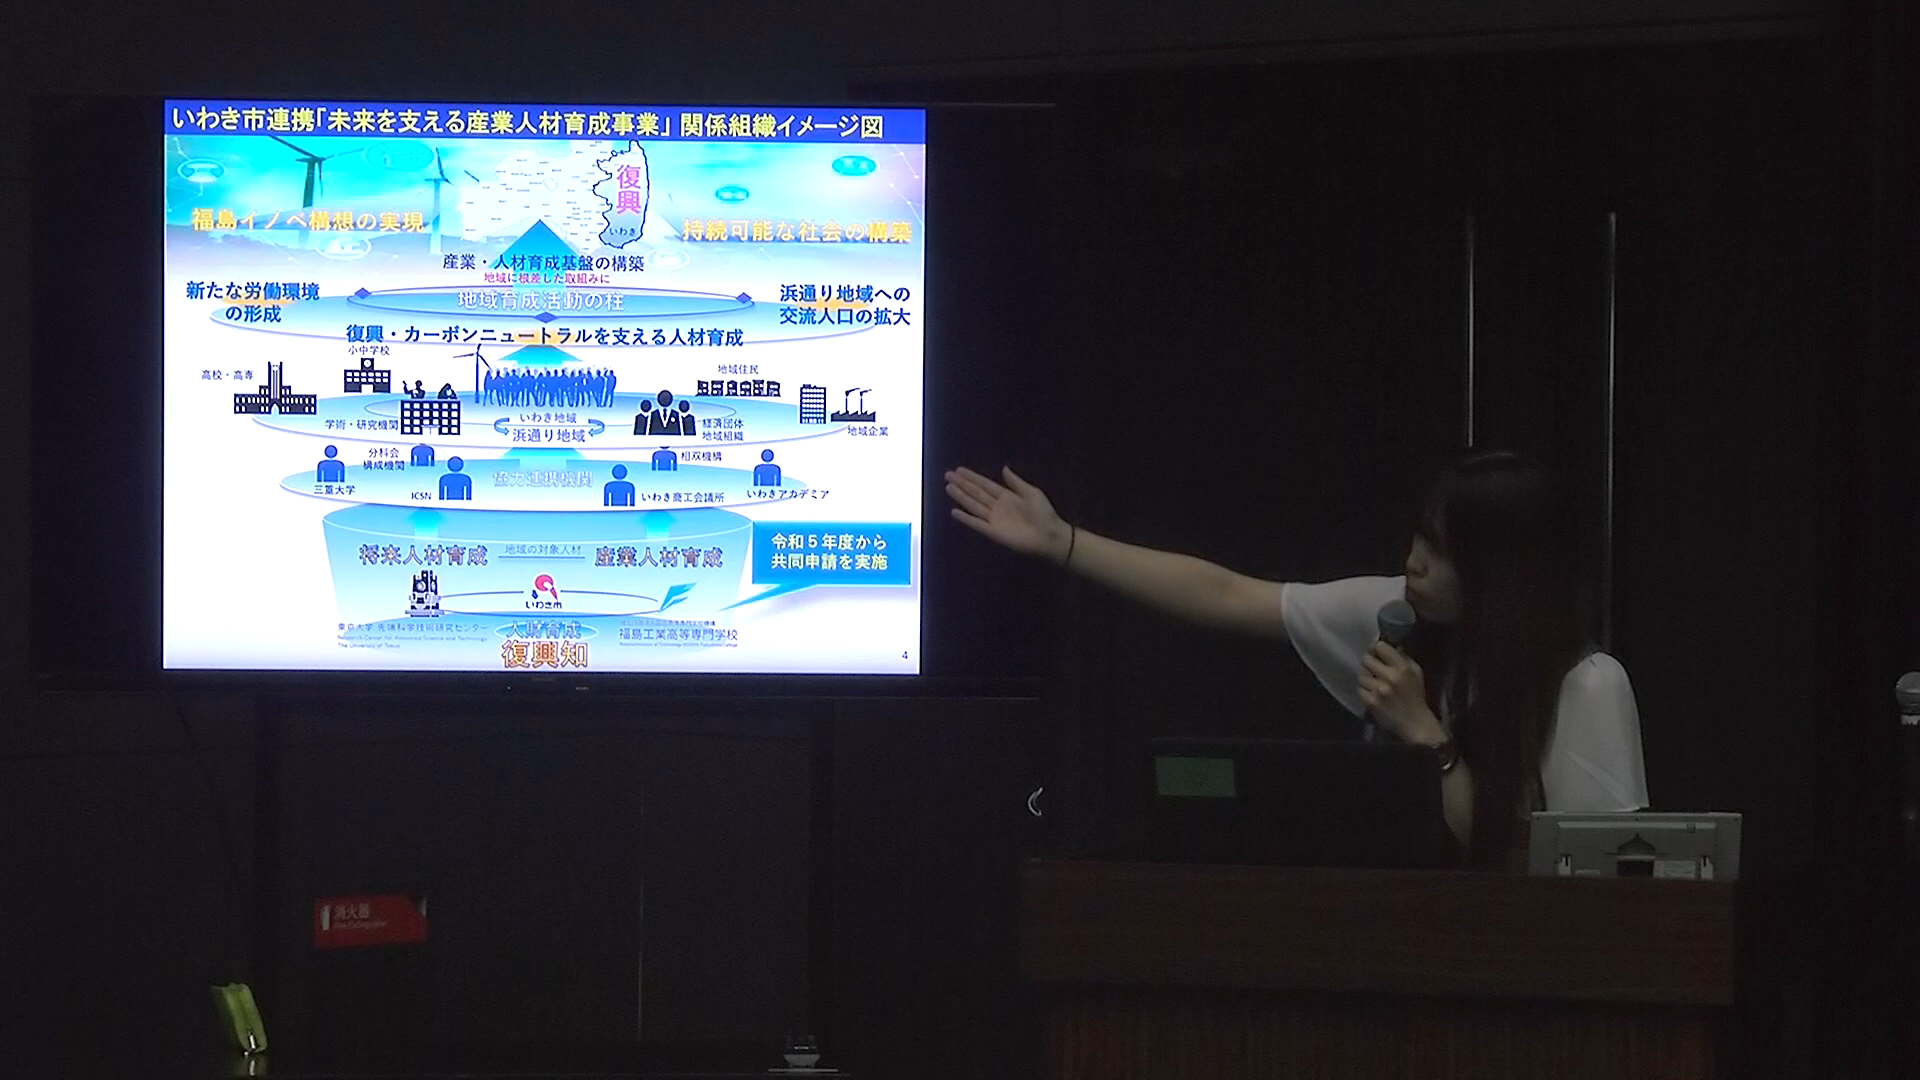 いわき市連携「未来を支える産業人材育成事業」関係組織イメージ図
復興
いわき
福島イノベ構想の実現
持続可能な社会の構築
産業・人材育成基盤の構築
地域に根差した取組みに
地域育成活動の柱
新たな労働環境
の形成
浜通り地域への
交流人口の拡大
復興・カーボンニュートラルを支える人材育成
小中学校
高校・高専
地域住民
学術・研究機関
いわき地域
浜通り地域
経済団体
地域組織
地域企業
分科会
構成機関
相双機構
三重大学
ICSN
協力連携機関
いわき商工会議所
いわきアカデミア
将来人材育成
地域の対象人材
産業人材育成
令和5年度から
共同申請を実施
いわき市
東京大学 先端科学技術研究センター
Research Center for Advanced Science and Technology
The University of Tokyo
人財育成
復興知
福島工業高等専門学校
4
消火器
Fire Extinguisher